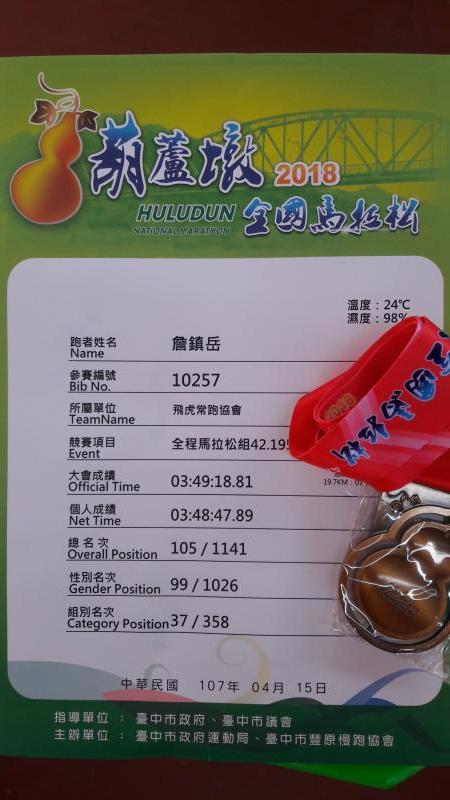 葫蘆墩 2018
HULUDUN 全國馬拉松
NATIONAL MARATHON
溫度：24℃
濕度：98%
跑者姓名 詹鎮岳
Name
參賽編號 10257
Bib No.
所屬單位 飛虎常跑協會
TeamName
競賽項目 全程馬拉松組42.195
Event
大會成績 03:49:18.81
Official Time
19.7KM：
個人成績 03:48:47.89
Net Time
總名次 105 / 1141
Overall Position
性別名次 99 / 1026
Gender Position
組別名次 37 / 358
Category Position
中華民國 107年 04月 15日
指導單位 ： 臺中市政府、臺中市議會
主辦單位 ： 臺中市政府運動局、臺中市豐原慢跑協會